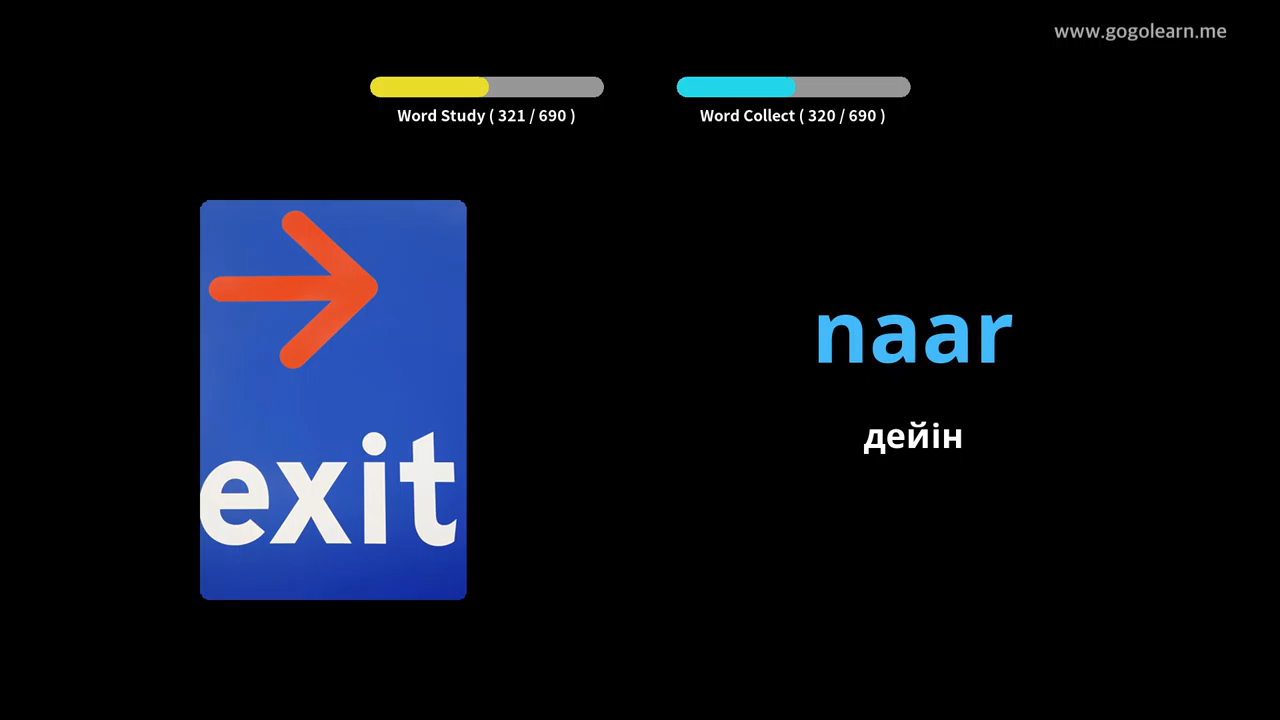 www.gogolearn.me
Word Study ( 321 / 690 )
Word Collect ( 320 / 690 )
exit
naar
дейін